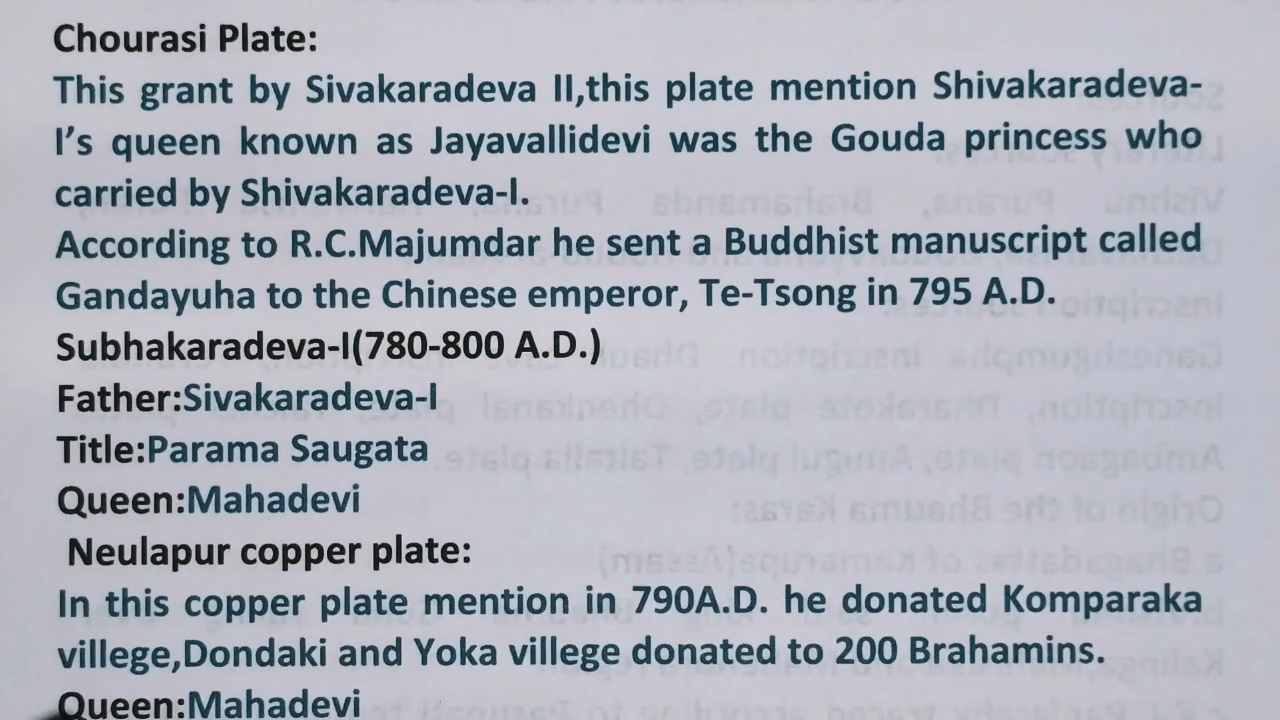 Chourasi Plate:
This grant by Sivakaradeva II,this plate mention Shivakaradeva-
I’s queen known as Jayavallidevi was the Gouda princess who
carried by Shivakaradeva-I.
According to R.C.Majumdar he sent a Buddhist manuscript called
Gandayuha to the Chinese emperor, Te-Tsong in 795 A.D.
Subhakaradeva-I(780-800 A.D.)
Father:Sivakaradeva-I
Title:Parama Saugata
Queen:Mahadevi
Neulapur copper plate:
In this copper plate mention in 790A.D. he donated Komparaka
villege,Dondaki and Yoka villege donated to 200 Brahamins.
Queen:Mahadevi